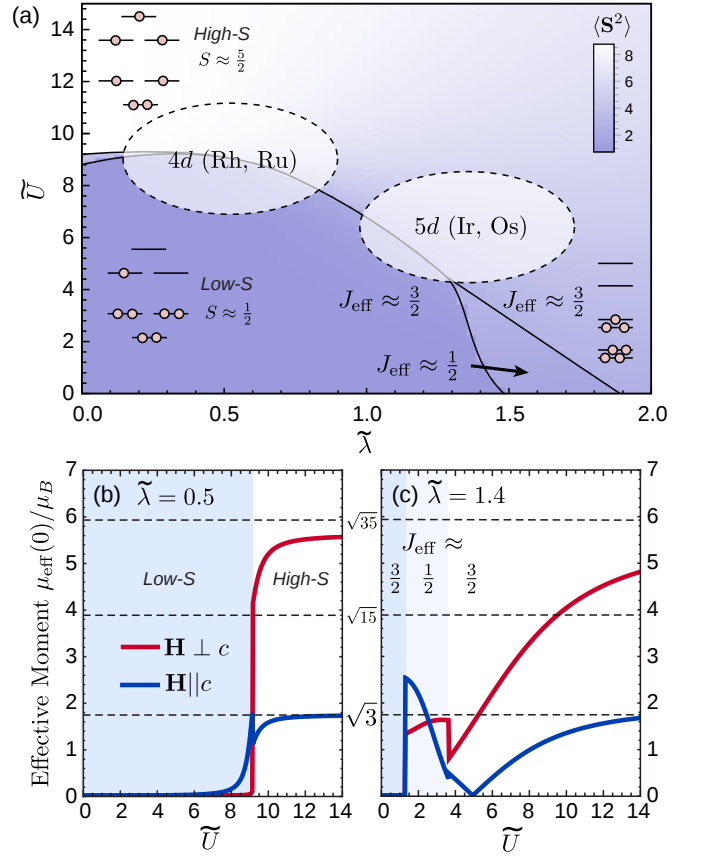 (a)
High-S
S ≈ 5/2
⟨S²⟩
8
6
4
2
14
12
10
8
6
4
2
0
Ũ
4d (Rh, Ru)
5d (Ir, Os)
Low-S
S ≈ 1/2
J_eff ≈ 3/2
J_eff ≈ 3/2
J_eff ≈ 1/2
0.0 0.5 1.0 1.5 2.0
λ̃
Effective Moment μ_eff(0)/μ_B
7
6
5
4
3
2
1
0
(b) λ̃ = 0.5
Low-S High-S
H ⊥ c
H||c
0 2 4 6 8 10 12 14
Ũ
√35
√15
√3
(c) λ̃ = 1.4
J_eff ≈
3/2 1/2 3/2
7
6
5
4
3
2
1
0
0 2 4 6 8 10 12 14
Ũ